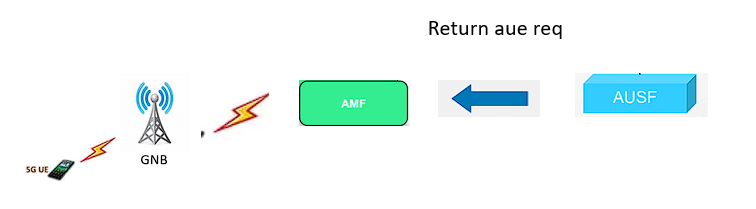 Return aue req
AMF
AUSF
GNB
5G UE